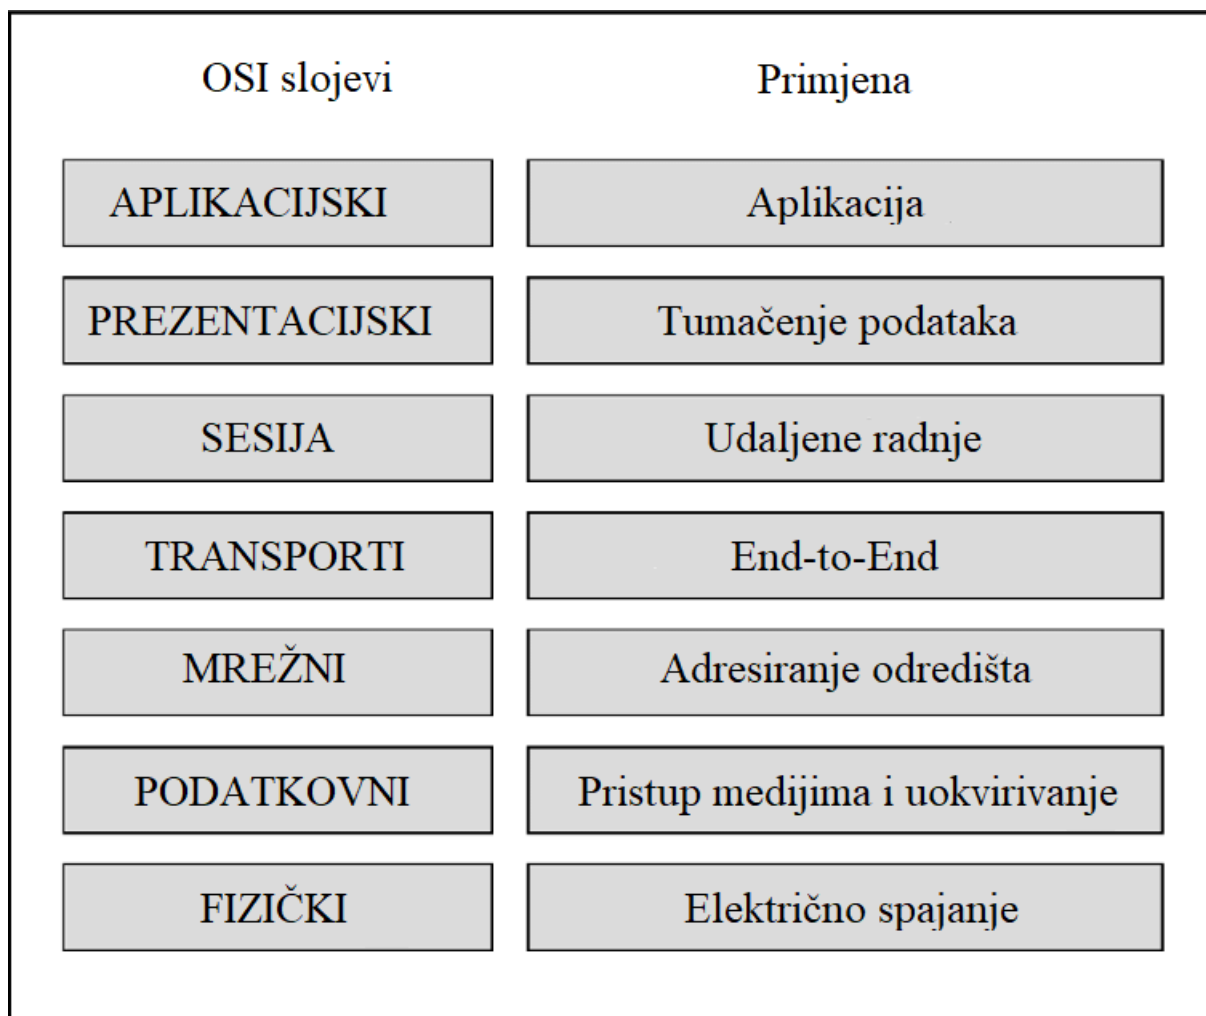 OSI slojevi Primjena
APLIKACIJSKI Aplikacija
PREZENTACIJSKI Tumačenje podataka
SESIJA Udaljene radnje
TRANSPORTI End-to-End
MREŽNI Adresiranje odredišta
PODATKOVNI Pristup medijima i uokvirivanje
FIZIČKI Električno spajanje